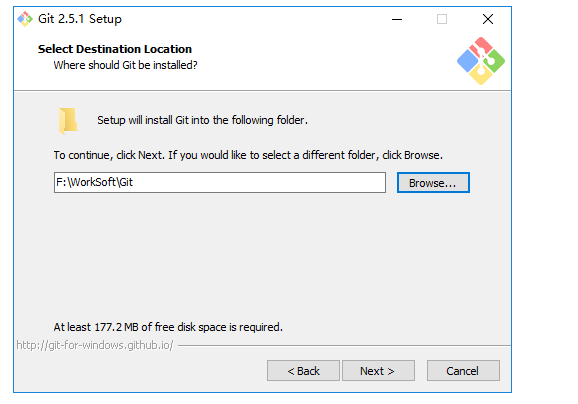 Git 2.5.1 Setup
Select Destination Location
Where should Git be installed?
Setup will install Git into the following folder.
To continue, click Next. If you would like to select a different folder, click Browse.
F:\WorkSoft\Git
Browse...
At least 177.2 MB of free disk space is required.
http://git-for-windows.github.io/
< Back
Next >
Cancel